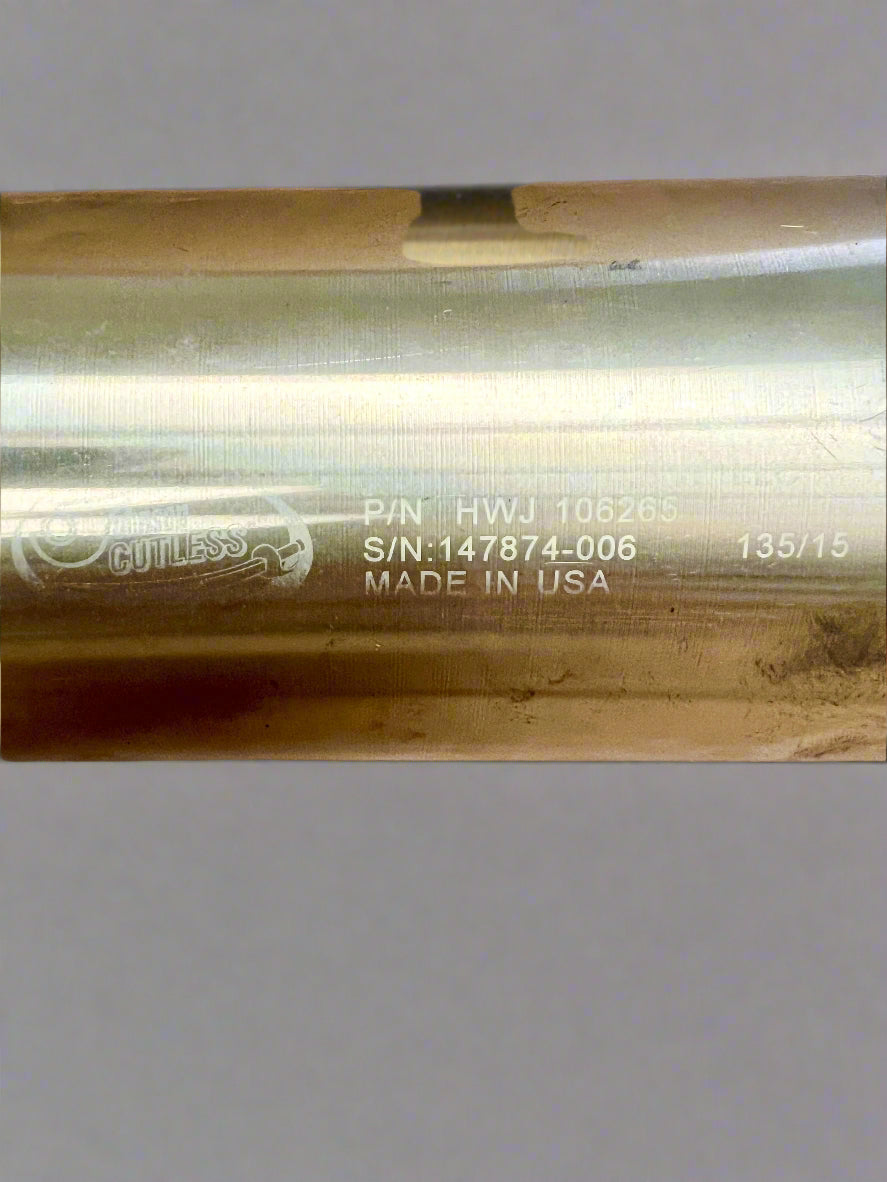 CUTLESS
P/N HWJ 106265
S/N:147874-006 135/15
MADE IN USA